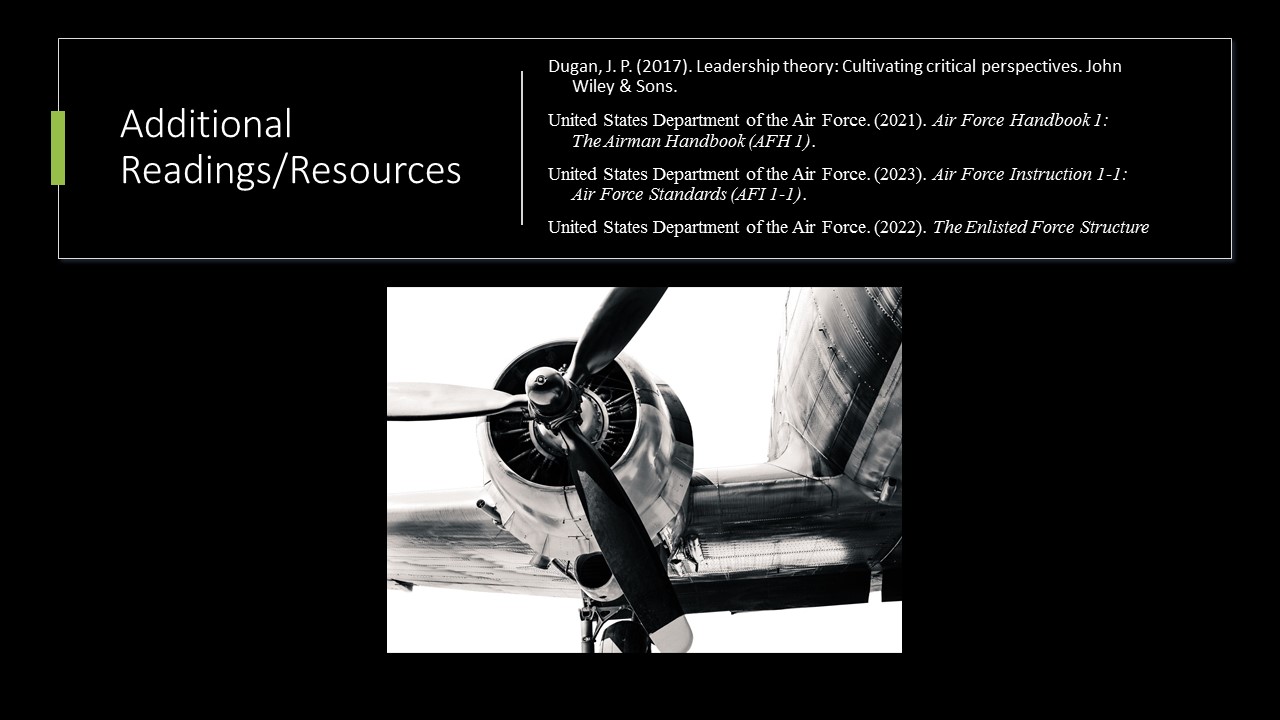 Additional
Readings/Resources
Dugan, J. P. (2017). Leadership theory: Cultivating critical perspectives. John
Wiley & Sons.
United States Department of the Air Force. (2021). Air Force Handbook 1:
The Airman Handbook (AFH 1).
United States Department of the Air Force. (2023). Air Force Instruction 1-1:
Air Force Standards (AFI 1-1).
United States Department of the Air Force. (2022). The Enlisted Force Structure